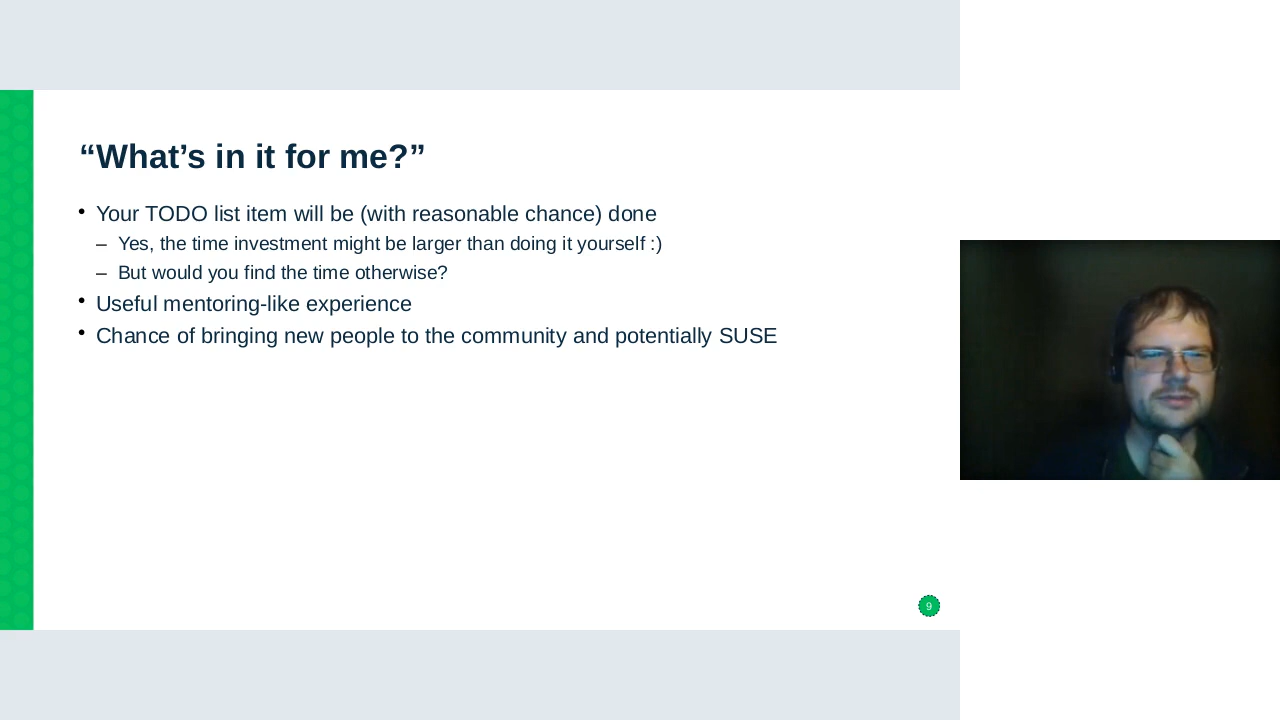 “What’s in it for me?”
• Your TODO list item will be (with reasonable chance) done
– Yes, the time investment might be larger than doing it yourself :)
– But would you find the time otherwise?
• Useful mentoring-like experience
• Chance of bringing new people to the community and potentially SUSE
9